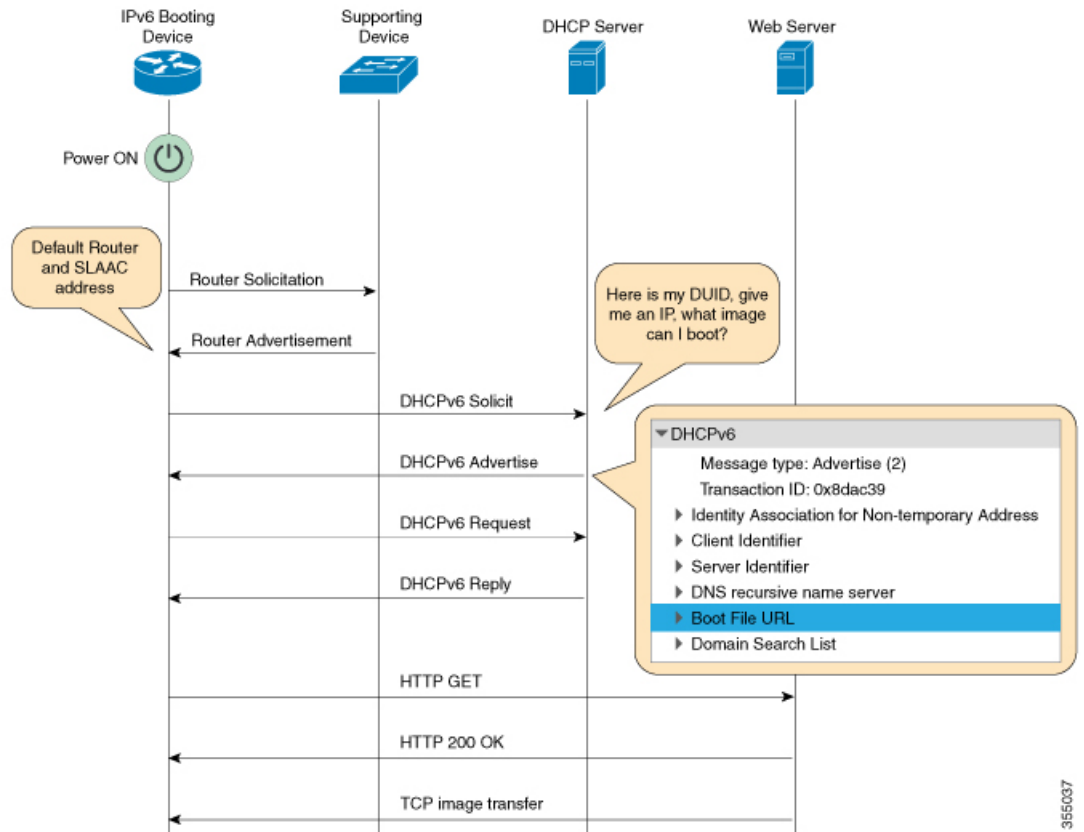 IPv6 Booting
Device
Supporting
Device
DHCP Server
Web Server
Power ON
Default Router
and SLAAC
address
Router Solicitation
Router Advertisement
Here is my DUID, give
me an IP, what image
can I boot?
DHCPv6 Solicit
DHCPv6 Advertise
DHCPv6 Request
DHCPv6 Reply
DHCPv6
Message type: Advertise (2)
Transaction ID: 0x8dac39
Identity Association for Non-temporary Address
Client Identifier
Server Identifier
DNS recursive name server
Boot File URL
Domain Search List
HTTP GET
HTTP 200 OK
TCP image transfer
355037